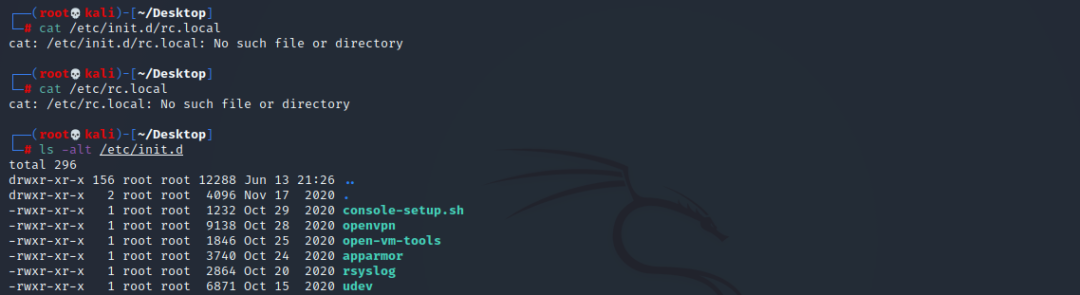 ┌──(root💀kali)-[~/Desktop]
└─# cat /etc/init.d/rc.local
cat: /etc/init.d/rc.local: No such file or directory
┌──(root💀kali)-[~/Desktop]
└─# cat /etc/rc.local
cat: /etc/rc.local: No such file or directory
┌──(root💀kali)-[~/Desktop]
└─# ls -alt /etc/init.d
total 296
drwxr-xr-x 156 root root 12288 Jun 13 21:26 ..
drwxr-xr-x   2 root root  4096 Nov 17  2020 .
-rwxr-xr-x   1 root root  1232 Oct 29  2020 console-setup.sh
-rwxr-xr-x   1 root root  9138 Oct 28  2020 openvpn
-rwxr-xr-x   1 root root  1846 Oct 25  2020 open-vm-tools
-rwxr-xr-x   1 root root  3740 Oct 24  2020 apparmor
-rwxr-xr-x   1 root root  2864 Oct 20  2020 rsyslog
-rwxr-xr-x   1 root root  6871 Oct 15  2020 udev